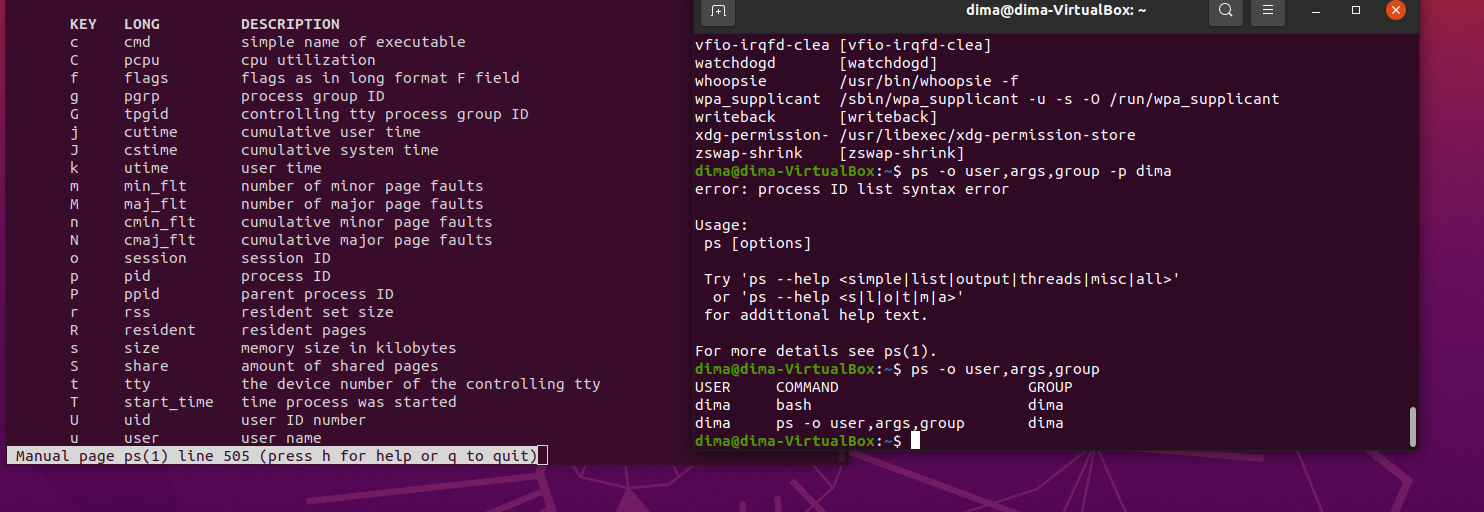 KEY LONG DESCRIPTION
c cmd simple name of executable
C pcpu cpu utilization
f flags flags as in long format F field
g pgrp process group ID
G tpgid controlling tty process group ID
j cutime cumulative user time
J cstime cumulative system time
k utime user time
m min_flt number of minor page faults
M maj_flt number of major page faults
n cmin_flt cumulative minor page faults
N cmaj_flt cumulative major page faults
o session session ID
p pid process ID
P ppid parent process ID
r rss resident set size
R resident resident pages
s size memory size in kilobytes
S share amount of shared pages
t tty the device number of the controlling tty
T start_time time process was started
U uid user ID number
u user user name
Manual page ps(1) line 505 (press h for help or q to quit)
dima@dima-VirtualBox: ~
vfio-irqfd-clea [vfio-irqfd-clea]
watchdogd [watchdogd]
whoopsie /usr/bin/whoopsie -f
wpa_supplicant /sbin/wpa_supplicant -u -s -O /run/wpa_supplicant
writeback [writeback]
xdg-permission- /usr/libexec/xdg-permission-store
zswap-shrink [zswap-shrink]
dima@dima-VirtualBox:~$ ps -o user,args,group -p dima
error: process ID list syntax error
Usage:
ps [options]
Try 'ps --help <simple|list|output|threads|misc|all>'
or 'ps --help <s|l|o|t|m|a>'
for additional help text.
For more details see ps(1).
dima@dima-VirtualBox:~$ ps -o user,args,group
USER COMMAND GROUP
dima bash dima
dima ps -o user,args,group dima
dima@dima-VirtualBox:~$